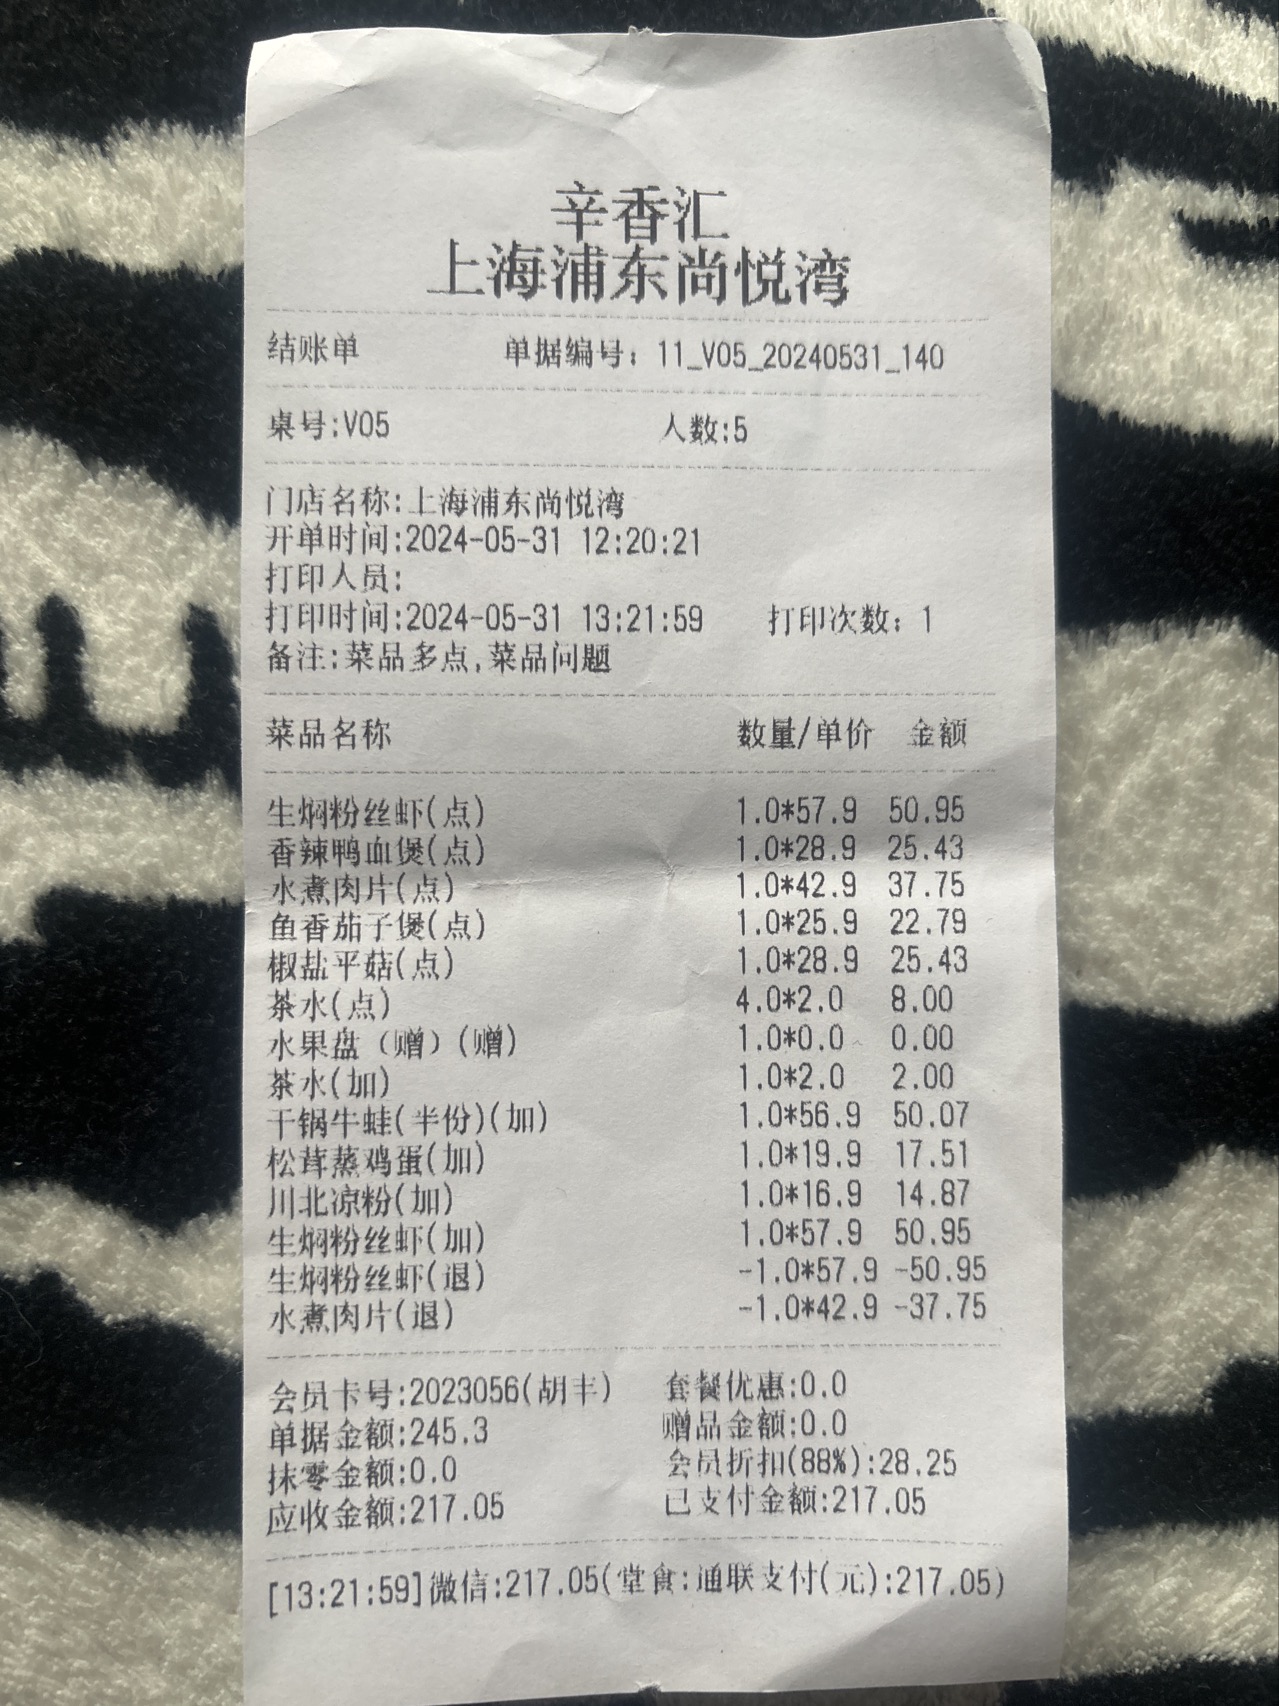 辛香汇
上海浦东尚悦湾
结账单 单据编号：11_V05_20240531_140
桌号:V05 人数:5
门店名称:上海浦东尚悦湾
开单时间:2024-05-31 12:20:21
打印人员:
打印时间:2024-05-31 13:21:59 打印次数：1
备注:菜品多点,菜品问题
菜品名称 数量/单价 金额
生焖粉丝虾(点) 1.0*57.9 50.95
香辣鸭血煲(点) 1.0*28.9 25.43
水煮肉片(点) 1.0*42.9 37.75
鱼香茄子煲(点) 1.0*25.9 22.79
椒盐平菇(点) 1.0*28.9 25.43
茶水(点) 4.0*2.0 8.00
水果盘（赠）(赠) 1.0*0.0 0.00
茶水(加) 1.0*2.0 2.00
干锅牛蛙(半份)(加) 1.0*56.9 50.07
松茸蒸鸡蛋(加) 1.0*19.9 17.51
川北凉粉(加) 1.0*16.9 14.87
生焖粉丝虾(加) 1.0*57.9 50.95
生焖粉丝虾(退) -1.0*57.9 -50.95
水煮肉片(退) -1.0*42.9 -37.75
会员卡号:2023056(胡丰) 套餐优惠:0.0
单据金额:245.3 赠品金额:0.0
抹零金额:0.0 会员折扣(88%):28.25
应收金额:217.05 已支付金额:217.05
[13:21:59]微信:217.05(堂食:通联支付(元):217.05)